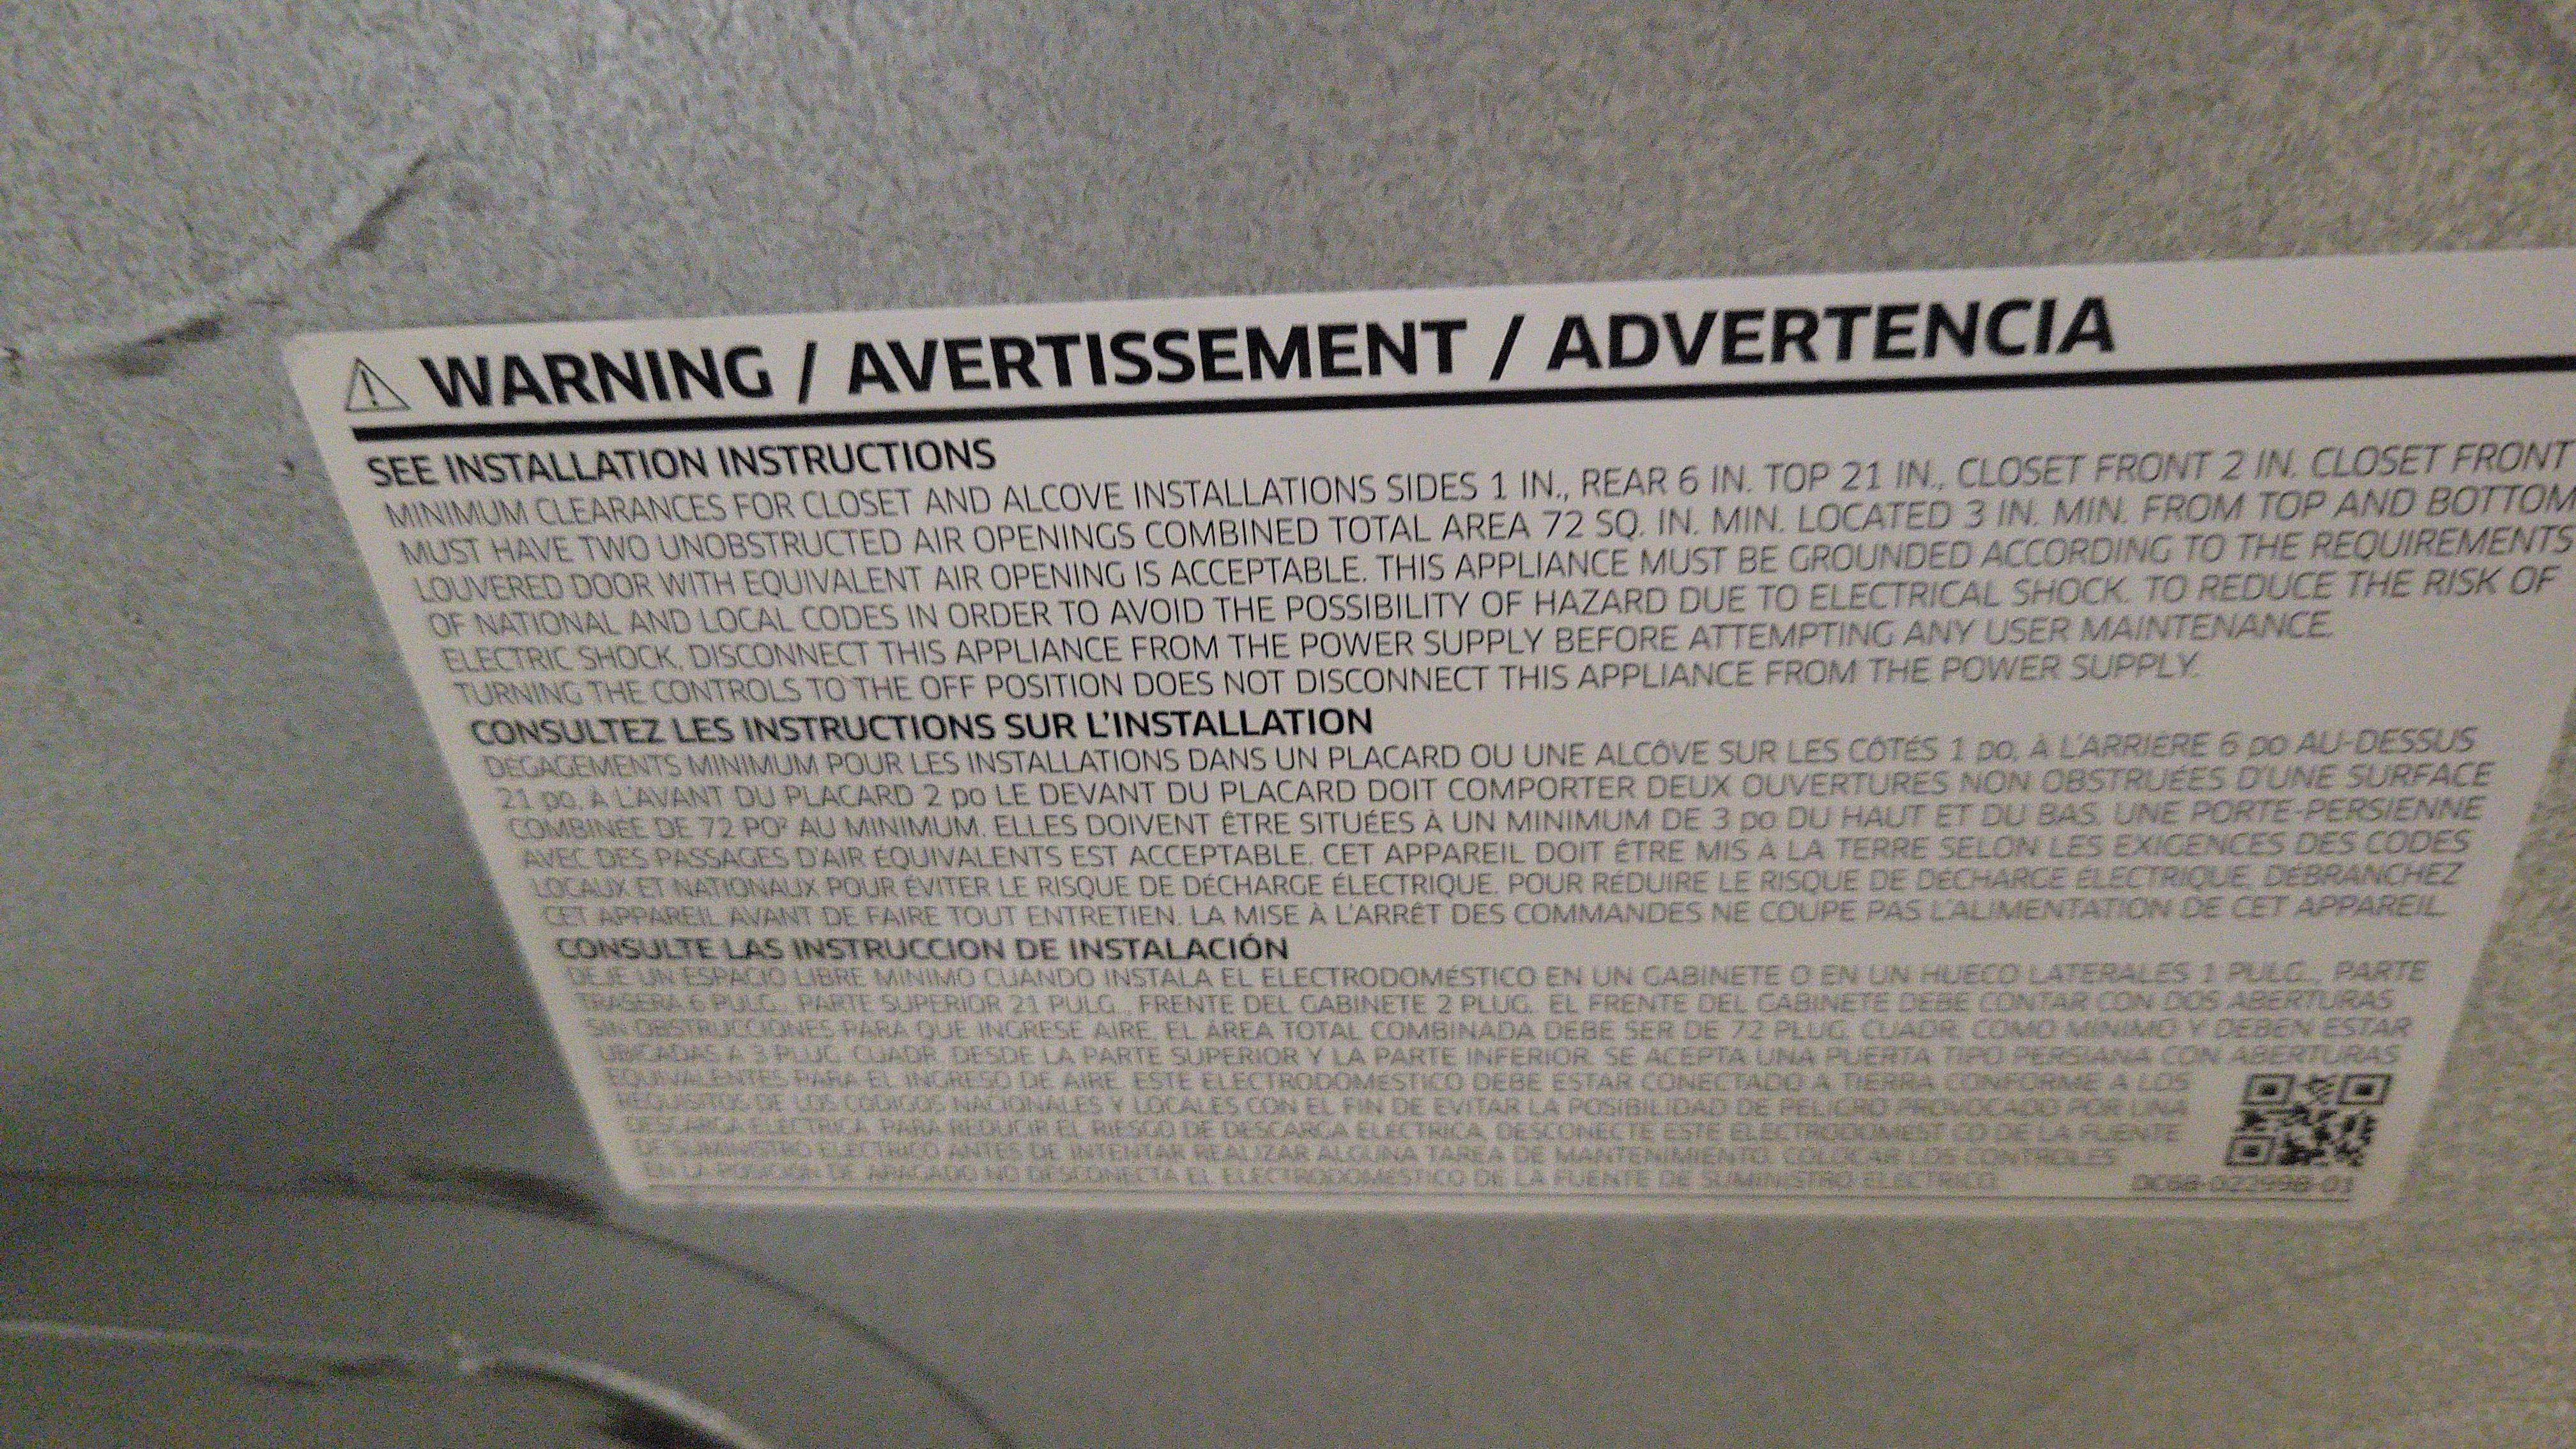 ⚠ WARNING / AVERTISSEMENT / ADVERTENCIA
SEE INSTALLATION INSTRUCTIONS
MINIMUM CLEARANCES FOR CLOSET AND ALCOVE INSTALLATIONS SIDES 1 IN., REAR 6 IN. TOP 21 IN., CLOSET FRONT 2 IN. CLOSET FRONT
MUST HAVE TWO UNOBSTRUCTED AIR OPENINGS COMBINED TOTAL AREA 72 SQ. IN. MIN. LOCATED 3 IN. MIN. FROM TOP AND BOTTOM
LOUVERED DOOR WITH EQUIVALENT AIR OPENING IS ACCEPTABLE. THIS APPLIANCE MUST BE GROUNDED ACCORDING TO THE REQUIREMENTS
OF NATIONAL AND LOCAL CODES IN ORDER TO AVOID THE POSSIBILITY OF HAZARD DUE TO ELECTRICAL SHOCK. TO REDUCE THE RISK OF
ELECTRIC SHOCK, DISCONNECT THIS APPLIANCE FROM THE POWER SUPPLY BEFORE ATTEMPTING ANY USER MAINTENANCE.
TURNING THE CONTROLS TO THE OFF POSITION DOES NOT DISCONNECT THIS APPLIANCE FROM THE POWER SUPPLY.
CONSULTEZ LES INSTRUCTIONS SUR L'INSTALLATION
DÉGAGEMENTS MINIMUM POUR LES INSTALLATIONS DANS UN PLACARD OU UNE ALCÔVE SUR LES CÔTÉS 1 po, À L'ARRIÈRE 6 po AU-DESSUS
21 po, À L'AVANT DU PLACARD 2 po LE DEVANT DU PLACARD DOIT COMPORTER DEUX OUVERTURES NON OBSTRUÉES D'UNE SURFACE
COMBINÉE DE 72 PO² AU MINIMUM. ELLES DOIVENT ÊTRE SITUÉES À UN MINIMUM DE 3 po DU HAUT ET DU BAS. UNE PORTE-PERSIENNE
AVEC DES PASSAGES D'AIR ÉQUIVALENTS EST ACCEPTABLE. CET APPAREIL DOIT ÊTRE MIS À LA TERRE SELON LES EXIGENCES DES CODES
LOCAUX ET NATIONAUX POUR ÉVITER LE RISQUE DE DÉCHARGE ÉLECTRIQUE. POUR RÉDUIRE LE RISQUE DE DÉCHARGE ÉLECTRIQUE, DÉBRANCHEZ
CET APPAREIL AVANT DE FAIRE TOUT ENTRETIEN. LA MISE À L'ARRÊT DES COMMANDES NE COUPE PAS L'ALIMENTATION DE CET APPAREIL.
CONSULTE LAS INSTRUCCION DE INSTALACIÓN
DEJE UN ESPACIO LIBRE MÍNIMO CUANDO INSTALA EL ELECTRODOMÉSTICO EN UN GABINETE O EN UN HUECO LATERALES 1 PULG., PARTE
TRASERA 6 PULG., PARTE SUPERIOR 21 PULG., FRENTE DEL GABINETE 2 PLUG. EL FRENTE DEL GABINETE DEBE CONTAR CON DOS ABERTURAS
SIN OBSTRUCCIONES PARA QUE INGRESE AIRE. EL ÁREA TOTAL COMBINADA DEBE SER DE 72 PLUG. CUADR. COMO MÍNIMO Y DEBEN ESTAR
UBICADAS A 3 PLUG. CUADR. DESDE LA PARTE SUPERIOR Y LA PARTE INFERIOR. SE ACEPTA UNA PUERTA TIPO PERSIANA CON ABERTURAS
EQUIVALENTES PARA EL INGRESO DE AIRE. ESTE ELECTRODOMÉSTICO DEBE ESTAR CONECTADO A TIERRA CONFORME A LOS
REQUISITOS DE LOS CÓDIGOS NACIONALES Y LOCALES CON EL FIN DE EVITAR LA POSIBILIDAD DE PELIGRO PROVOCADO POR UNA
DESCARGA ELÉCTRICA. PARA REDUCIR EL RIESGO DE DESCARGA ELÉCTRICA, DESCONECTE ESTE ELECTRODOMÉSTICO DE LA FUENTE
DE SUMINISTRO ELÉCTRICO ANTES DE INTENTAR REALIZAR ALGUNA TAREA DE MANTENIMIENTO. COLOCAR LOS CONTROLES
EN LA POSICIÓN DE APAGADO NO DESCONECTA EL ELECTRODOMÉSTICO DE LA FUENTE DE SUMINISTRO ELÉCTRICO.